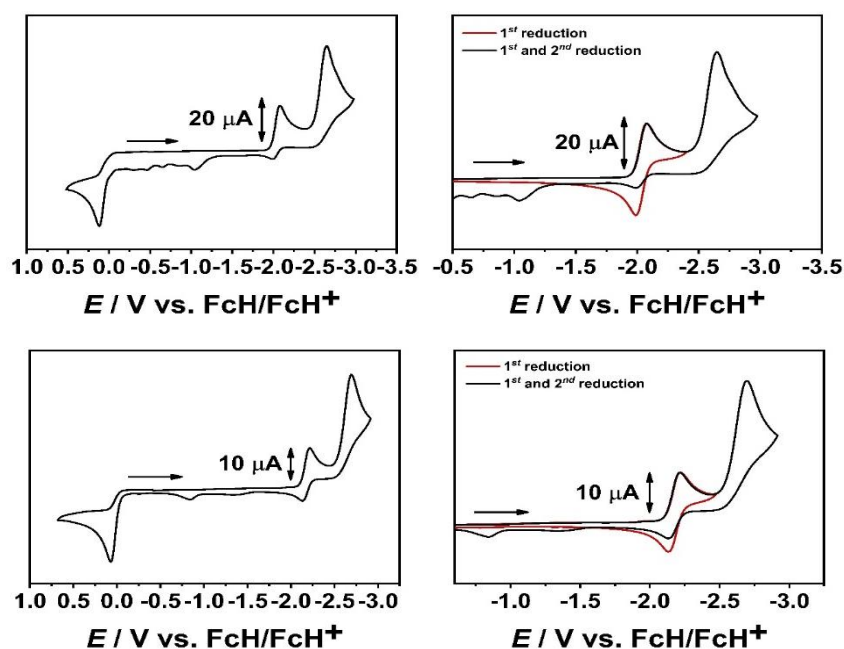 20 μA
1.0 0.5 0.0 -0.5 -1.0 -1.5 -2.0 -2.5 -3.0 -3.5
E / V vs. FcH/FcH+
1st reduction
1st and 2nd reduction
20 μA
-0.5 -1.0 -1.5 -2.0 -2.5 -3.0 -3.5
E / V vs. FcH/FcH+
10 μA
1.0 0.5 0.0 -0.5 -1.0 -1.5 -2.0 -2.5 -3.0
E / V vs. FcH/FcH+
1st reduction
1st and 2nd reduction
10 μA
-1.0 -1.5 -2.0 -2.5 -3.0
E / V vs. FcH/FcH+